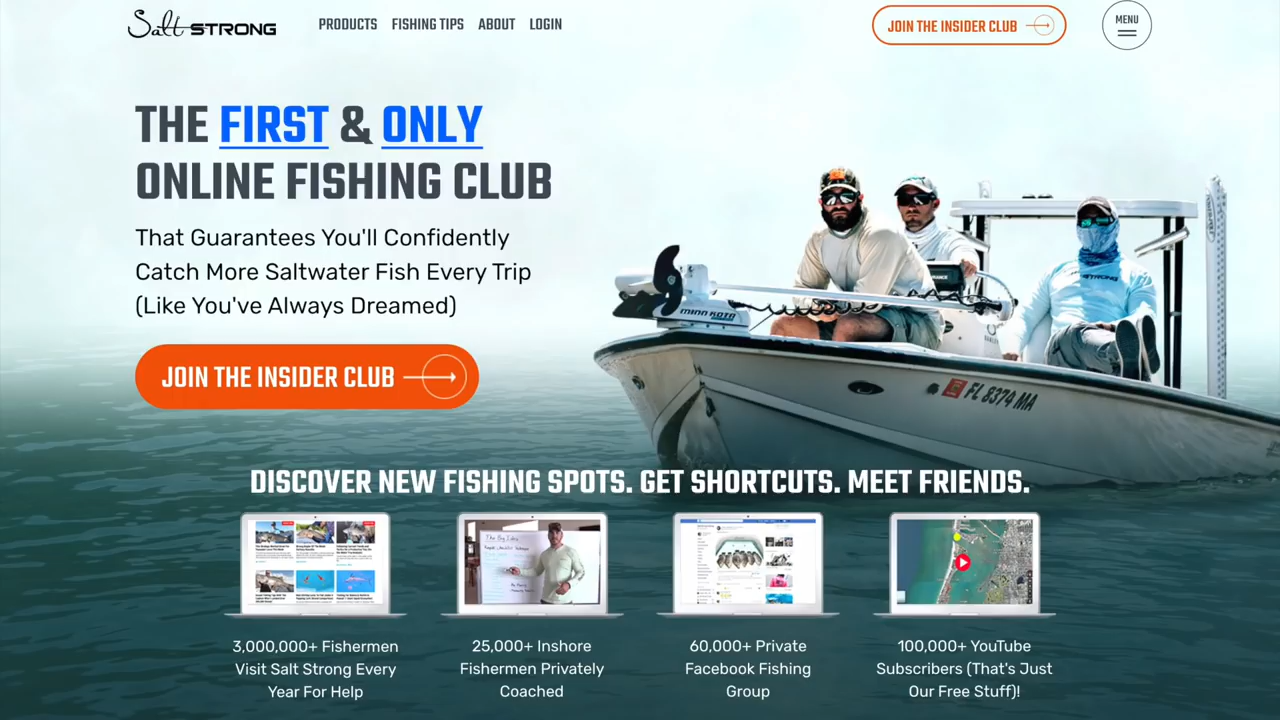 Salt STRONG
PRODUCTS FISHING TIPS ABOUT LOGIN
JOIN THE INSIDER CLUB
MENU
THE FIRST & ONLY
ONLINE FISHING CLUB
That Guarantees You'll Confidently
Catch More Saltwater Fish Every Trip
(Like You've Always Dreamed)
JOIN THE INSIDER CLUB
MINN KOTA
FL 8374 MA
DISCOVER NEW FISHING SPOTS. GET SHORTCUTS. MEET FRIENDS.
The Big Idea
3,000,000+ Fishermen
Visit Salt Strong Every
Year For Help
25,000+ Inshore
Fishermen Privately
Coached
60,000+ Private
Facebook Fishing
Group
100,000+ YouTube
Subscribers (That's Just
Our Free Stuff)!